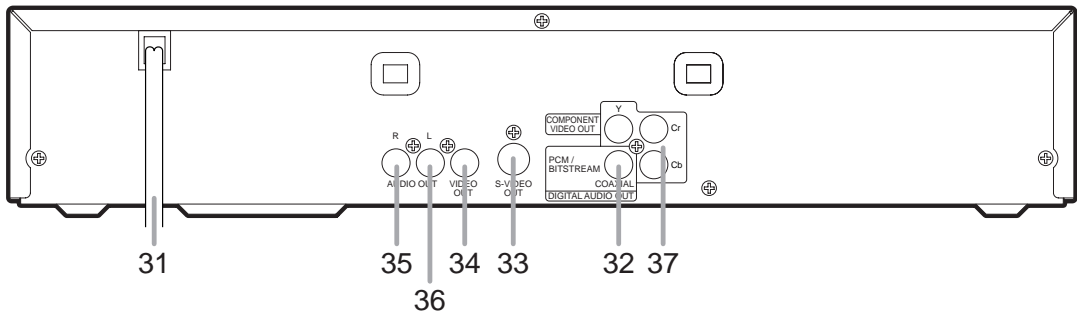 Y
COMPONENT
VIDEO OUT
Cr
R
L
PCM /
BITSTREAM
Cb
AUDIO OUT
VIDEO
OUT
S-VIDEO
OUT
COAXIAL
DIGITAL AUDIO OUT
31
35
34
33
32
37
36